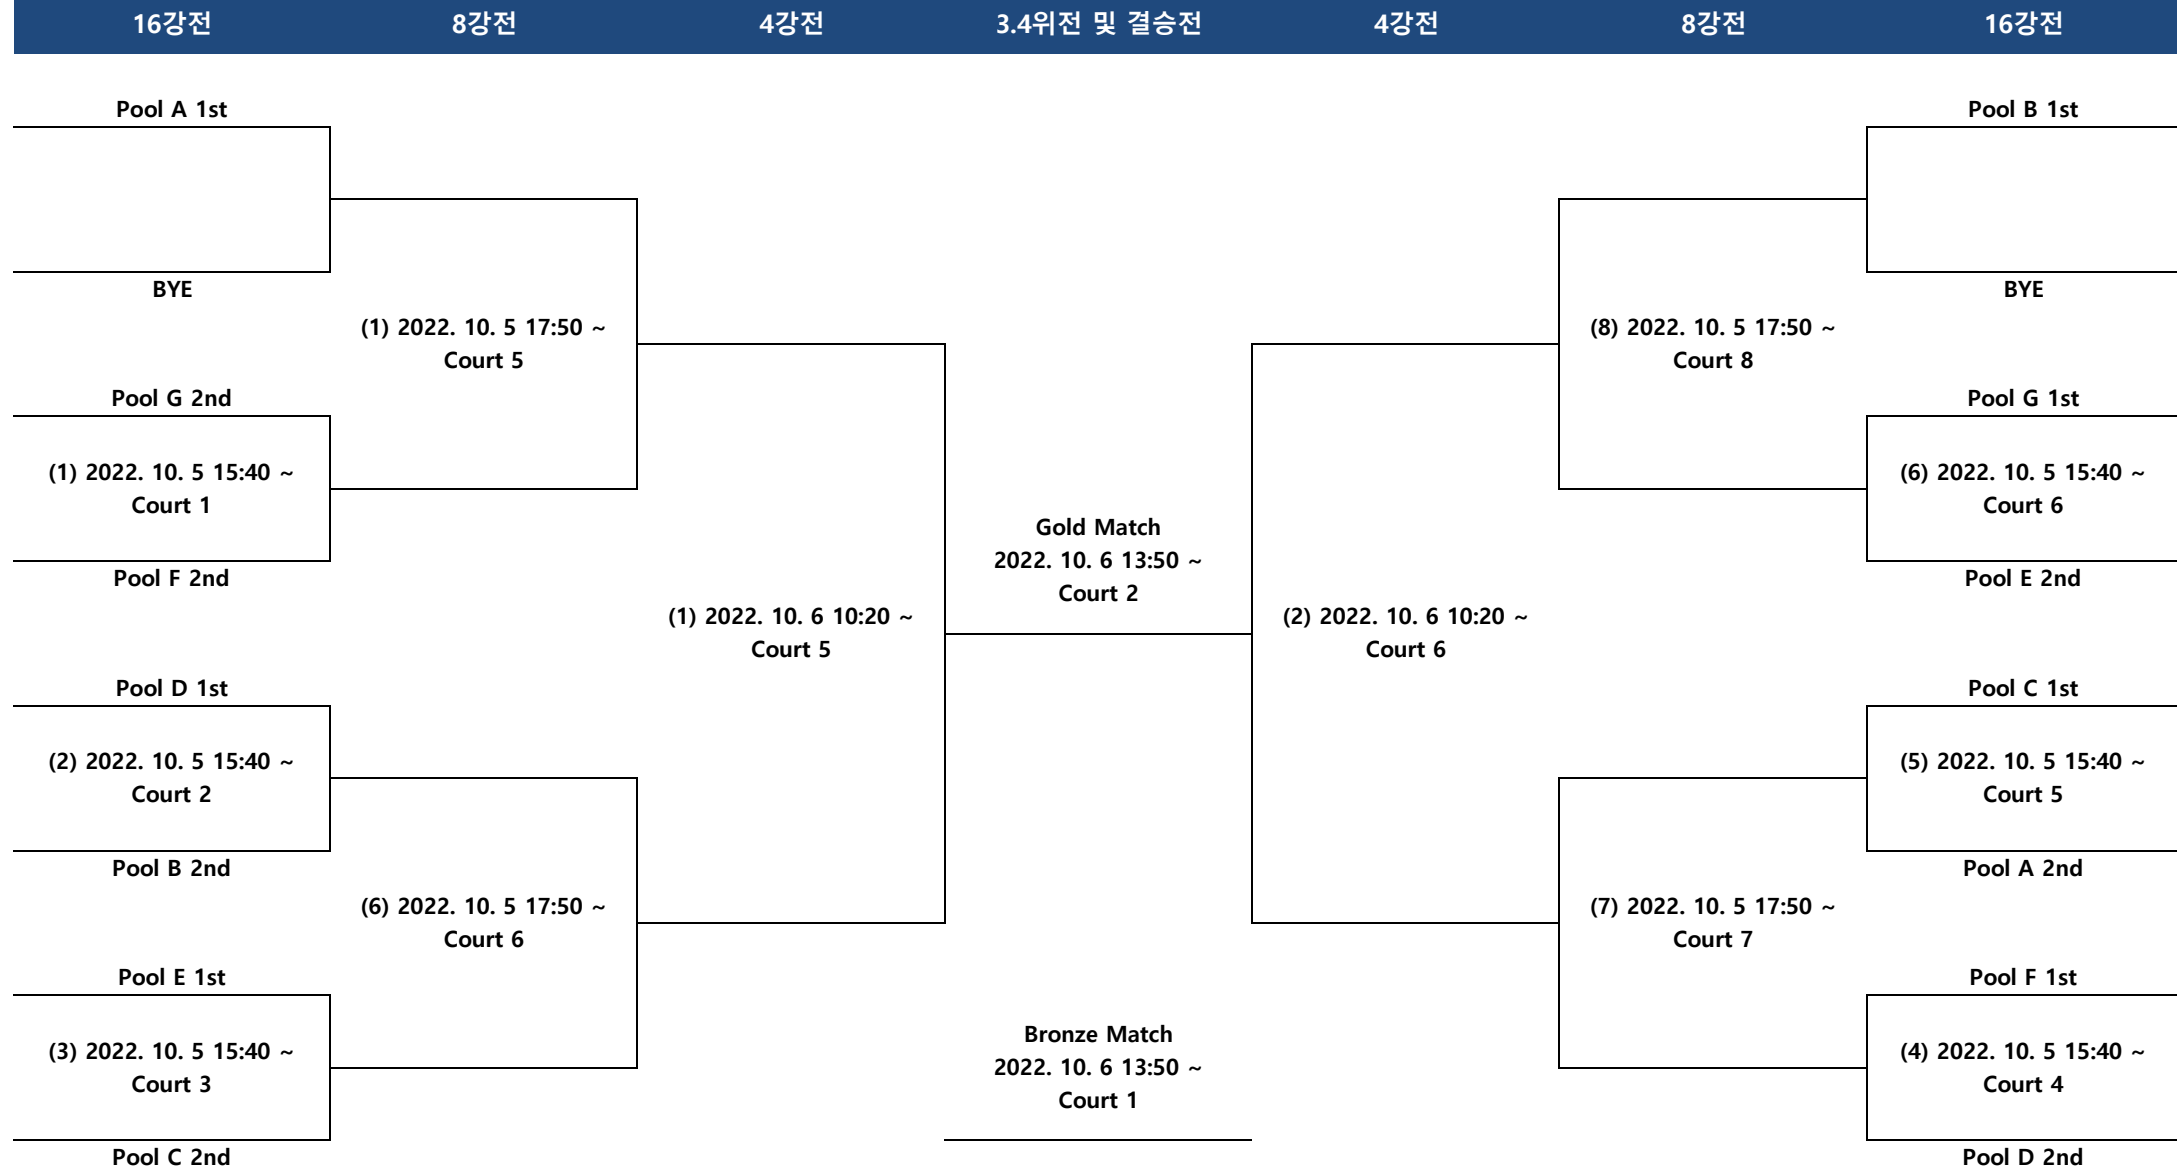 16강전 8강전 4강전 3.4위전 및 결승전 4강전 8강전 16강전
Pool A 1st
Pool B 1st
BYE
BYE
(1) 2022. 10. 5 17:50 ~
Court 5
(8) 2022. 10. 5 17:50 ~
Court 8
Pool G 2nd
Pool G 1st
(1) 2022. 10. 5 15:40 ~
Court 1
(6) 2022. 10. 5 15:40 ~
Court 6
Gold Match
2022. 10. 6 13:50 ~
Court 2
Pool F 2nd
Pool E 2nd
(1) 2022. 10. 6 10:20 ~
Court 5
(2) 2022. 10. 6 10:20 ~
Court 6
Pool D 1st
Pool C 1st
(2) 2022. 10. 5 15:40 ~
Court 2
(5) 2022. 10. 5 15:40 ~
Court 5
Pool B 2nd
Pool A 2nd
(6) 2022. 10. 5 17:50 ~
Court 6
(7) 2022. 10. 5 17:50 ~
Court 7
Pool E 1st
Pool F 1st
(3) 2022. 10. 5 15:40 ~
Court 3
Bronze Match
2022. 10. 6 13:50 ~
Court 1
(4) 2022. 10. 5 15:40 ~
Court 4
Pool C 2nd
Pool D 2nd